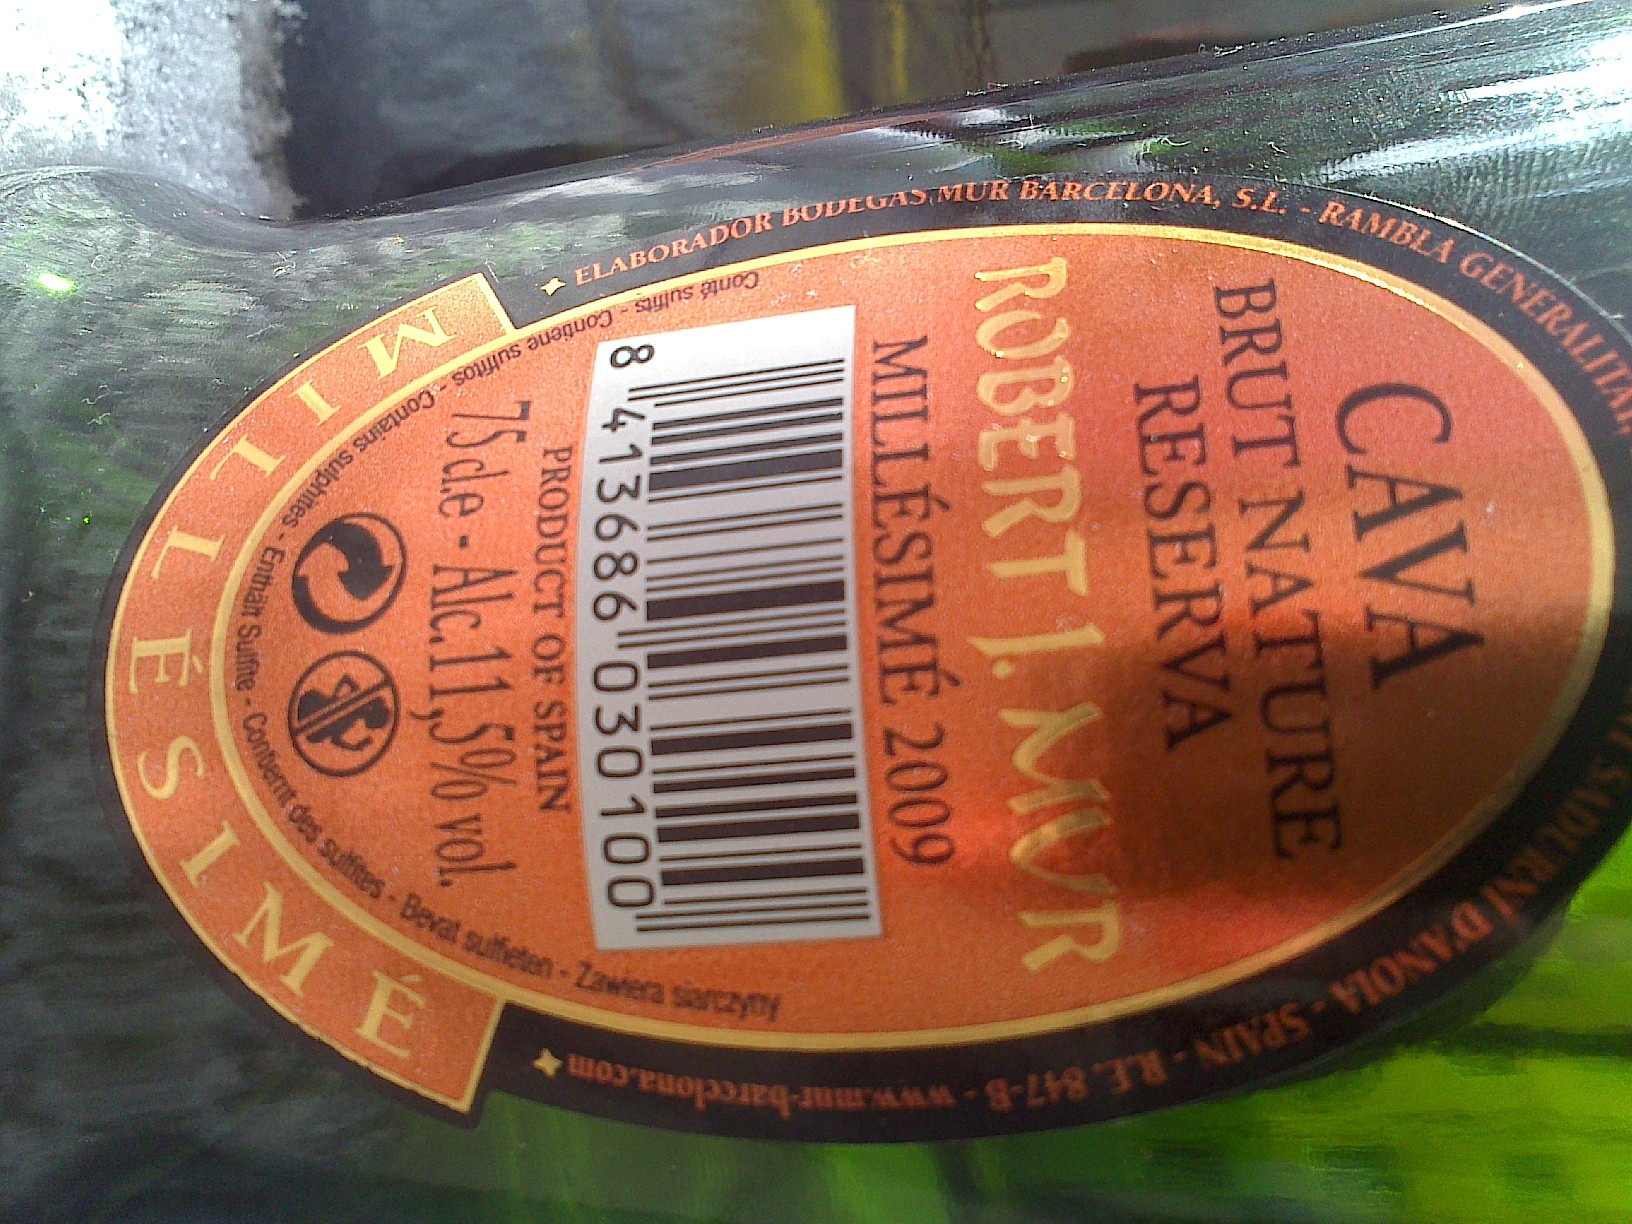 CAVA
BRUT NATURE
RESERVA
ROBERT J. MUR
MILLÉSIMÉ 2009
8 413686 030100
PRODUCT OF SPAIN
75 cl.e - Alc.11,5% vol.
Conté sulfits - Contiene sulfitos - Contains sulphites - Enthält Sulfite - Contiennt des sulfites - Bevat sulfieten - Zawiera siarczyny
MILLÉSIMÉ
ELABORADOR BODEGAS MUR BARCELONA, S.L. - RAMBLA GENERALITAT,
SADURNÍ D'ANOIA - SPAIN - R.E. 847-B - www.mur-barcelona.com